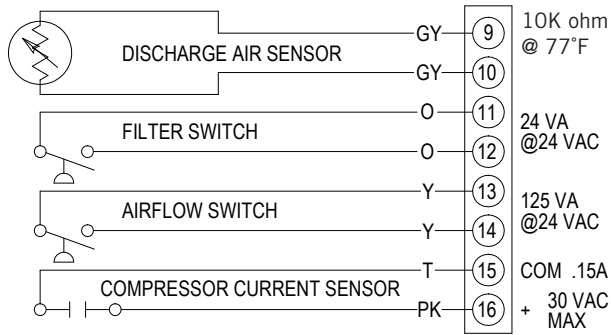 DISCHARGE AIR SENSOR
GY 9
GY 10
10K ohm
@ 77°F
FILTER SWITCH
O 11
O 12
24 VA
@24 VAC
AIRFLOW SWITCH
Y 13
Y 14
125 VA
@24 VAC
COMPRESSOR CURRENT SENSOR
T 15 COM .15A
PK 16 + 30 VAC
MAX